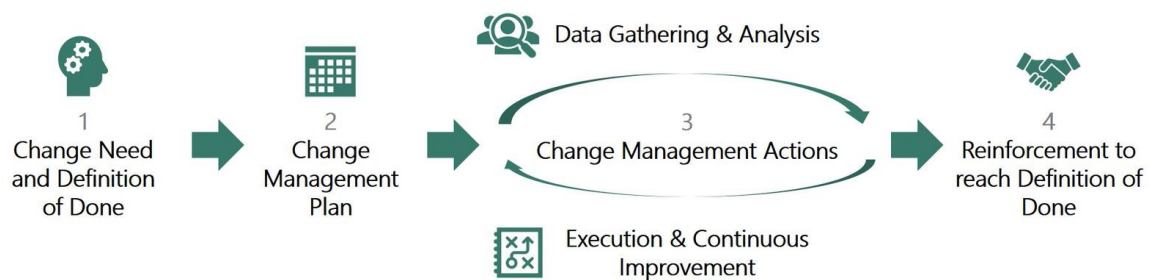 1
Change Need
and Definition
of Done
2
Change
Management
Plan
Data Gathering & Analysis
3
Change Management Actions
Execution & Continuous
Improvement
4
Reinforcement to
reach Definition of
Done